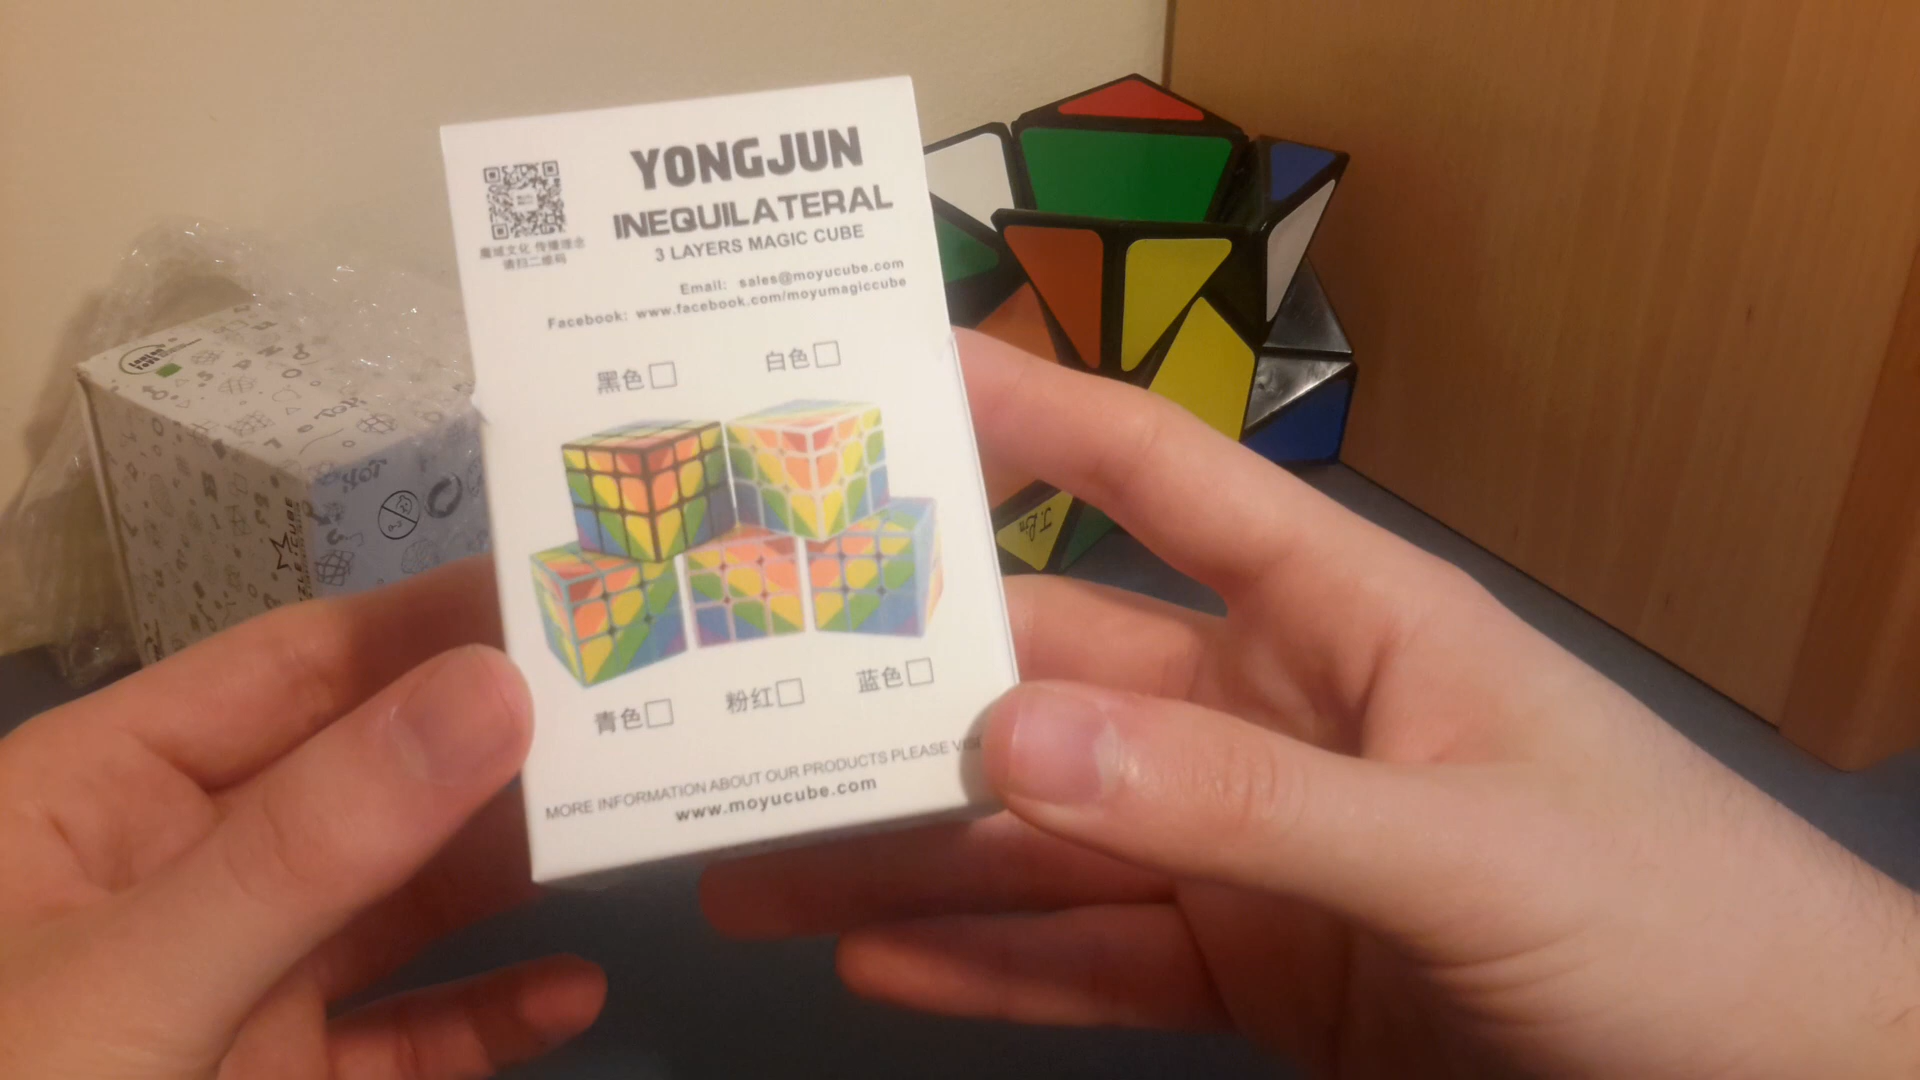 YONGJUN
INEQUILATERAL
3 LAYERS MAGIC CUBE
魔域文化 传播理念
请扫二维码
Email: sales@moyucube.com
Facebook: www.facebook.com/moyumagiccube
黑色
白色
青色
粉红
蓝色
MORE INFORMATION ABOUT OUR PRODUCTS PLEASE
www.moyucube.com